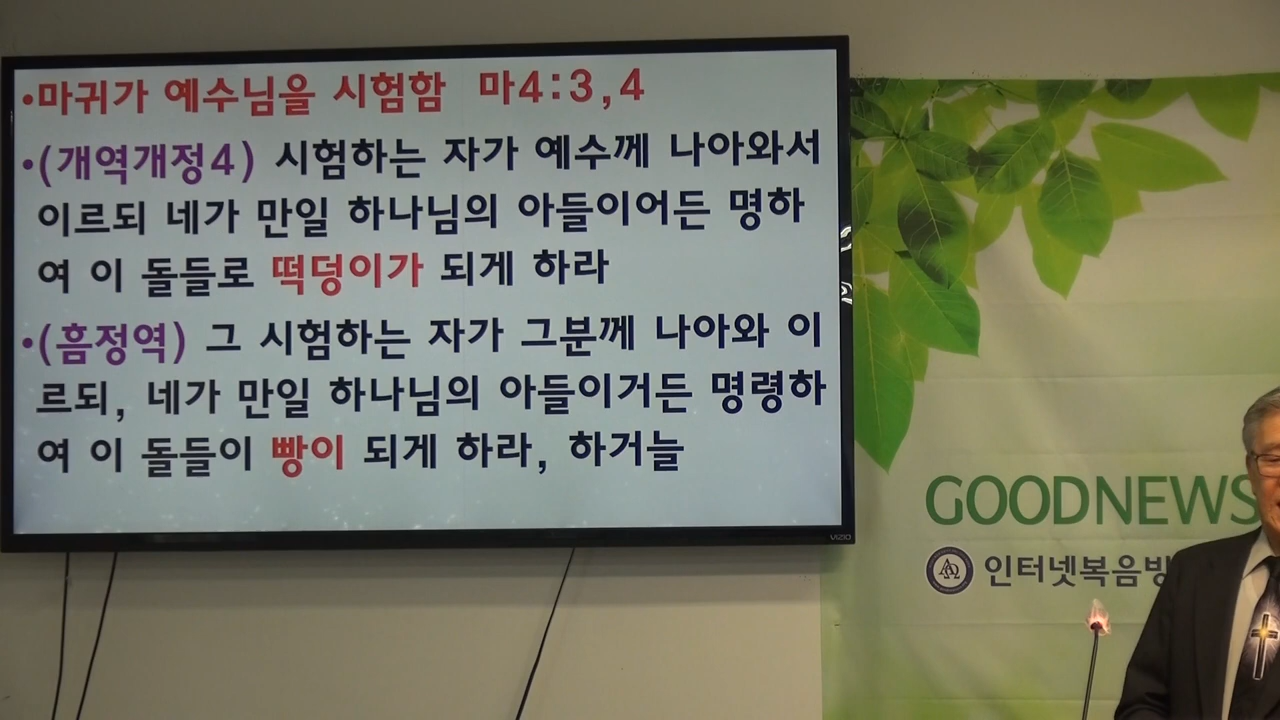 •마귀가 예수님을 시험함 마4:3,4
•(개역개정4) 시험하는 자가 예수께 나아와서
이르되 네가 만일 하나님의 아들이어든 명하
여 이 돌들로 떡덩이가 되게 하라
•(흠정역) 그 시험하는 자가 그분께 나아와 이
르되, 네가 만일 하나님의 아들이거든 명령하
여 이 돌들이 빵이 되게 하라, 하거늘
VIZIO
GOODNEWS
ΑΩ
인터넷복음방